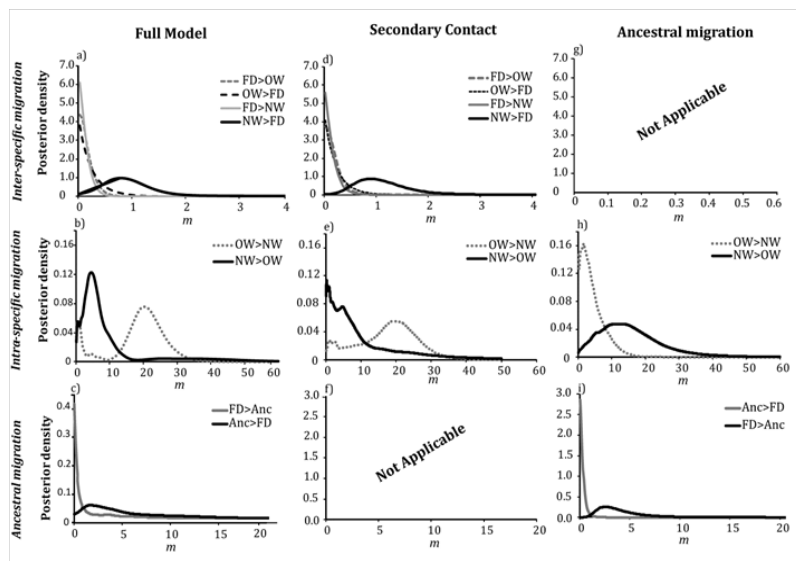 Full Model
Secondary Contact
Ancestral migration
Inter-specific migration
Posterior density
a)
7.0
6.0
5.0
4.0
3.0
2.0
1.0
0
FD>OW
OW>FD
FD>NW
NW>FD
0 1 2 3 4
m
d)
7.0
6.0
5.0
4.0
3.0
2.0
1.0
0.0
FD>OW
OW>FD
FD>NW
NW>FD
0 1 2 3 4
m
g)
7.0
6.0
5.0
4.0
3.0
2.0
1.0
0
Not Applicable
0 0.1 0.2 0.3 0.4 0.5 0.6
m
Intra-specific migration
Posterior density
b)
0.16
0.12
0.08
0.04
0
OW>NW
NW>OW
0 10 20 30 40 50 60
m
e)
0.16
0.12
0.08
0.04
0
OW>NW
NW>OW
0 10 20 30 40 50 60
m
h)
0.16
0.12
0.08
0.04
0
OW>NW
NW>OW
0 10 20 30 40 50 60
m
Ancestral migration
Posterior density
c)
0.4
0.3
0.2
0.1
0
FD>Anc
Anc>FD
0 5 10 15 20
m
f)
3.0
2.5
2.0
1.5
1.0
0.5
0.0
Not Applicable
0 5 10 15 20
m
i)
3.0
2.5
2.0
1.5
1.0
0.5
0.0
Anc>FD
FD>Anc
0 5 10 15 20
m